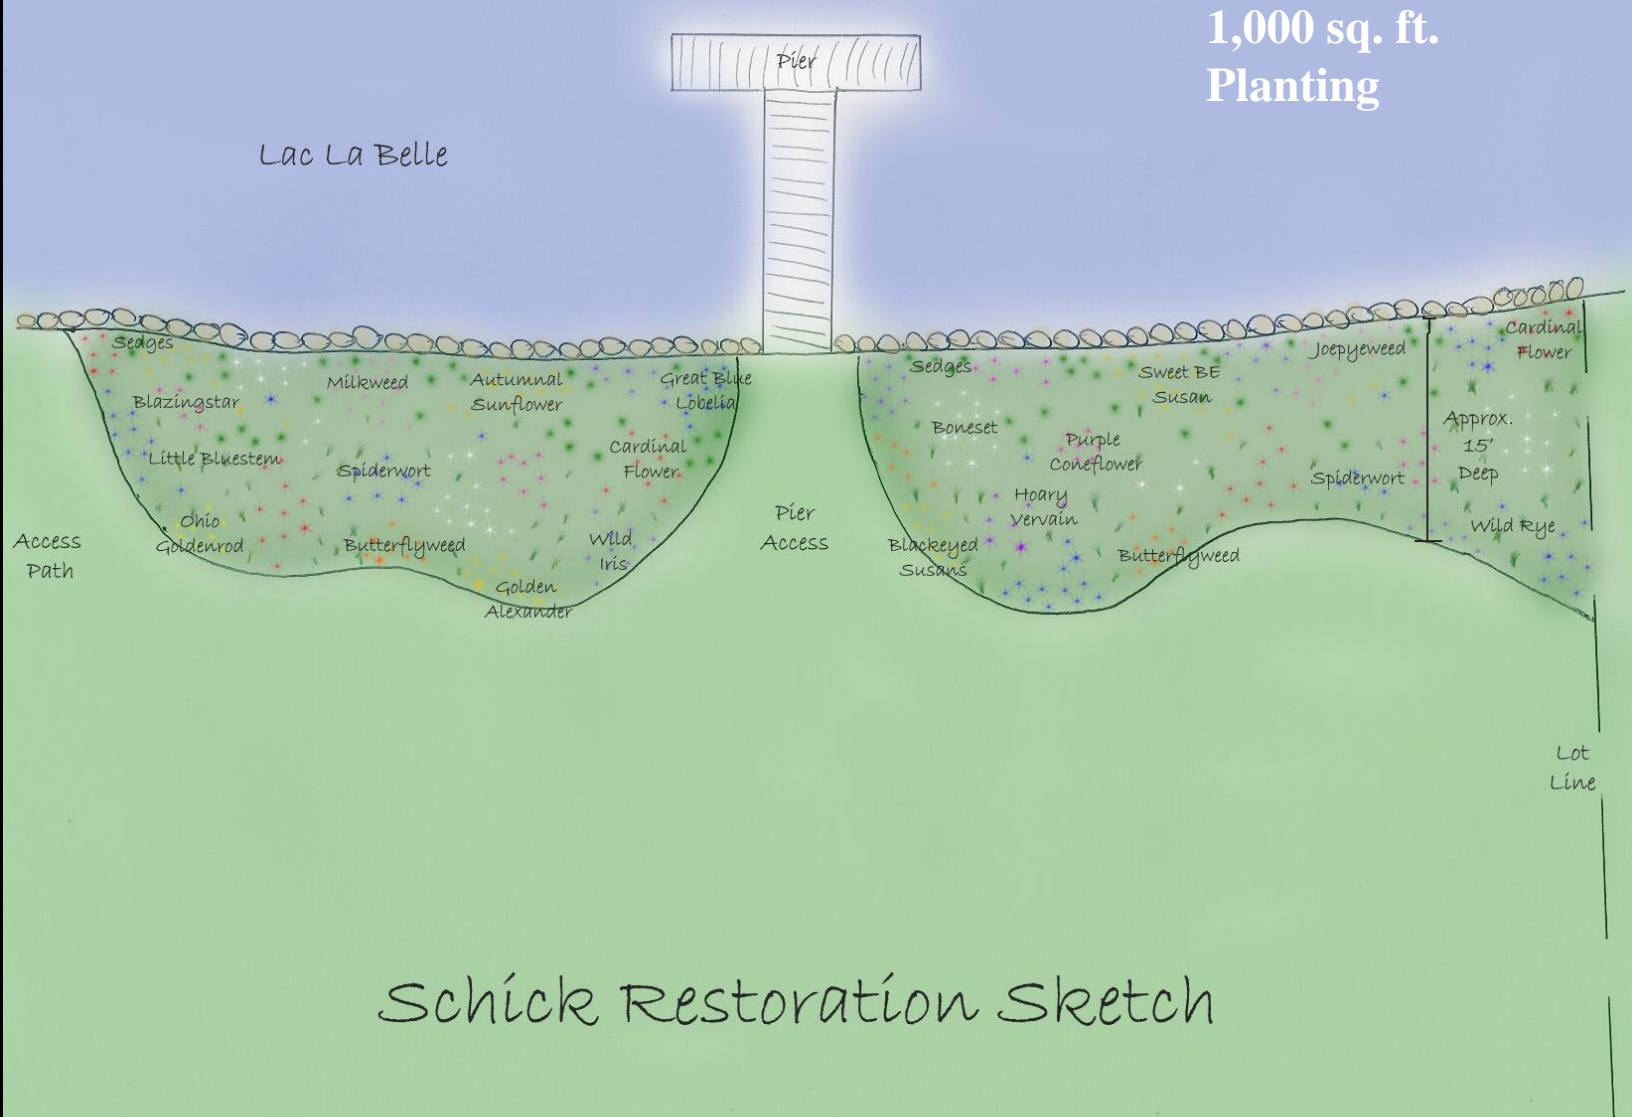 1,000 sq. ft.
Planting
Pier
Lac La Belle
Sedges
Milkweed
Autumnal
Sunflower
Great Blue
Lobelia
Blazingstar
Little Bluestem
Spiderwort
Cardinal
Flower
Ohio
Goldenrod
Butterflyweed
Wild
Iris
Golden
Alexander
Access
Path
Pier
Access
Sedges
Sweet BE
Susan
Joepyeweed
Cardinal
Flower
Boneset
Purple
Coneflower
Approx.
15'
Deep
Hoary
Vervain
Spiderwort
Wild Rye
Blackeyed
Susans
Butterflyweed
Lot
Line
Schick Restoration Sketch